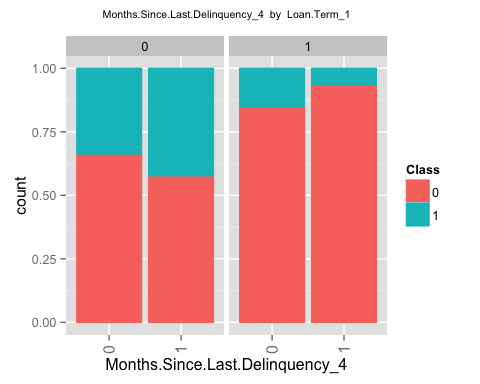 Months.Since.Last.Delinquency_4 by Loan.Term_1
0 1
1.00
0.75
0.50
0.25
0.00
count
0 1 0 1
Months.Since.Last.Delinquency_4
Class
0
1